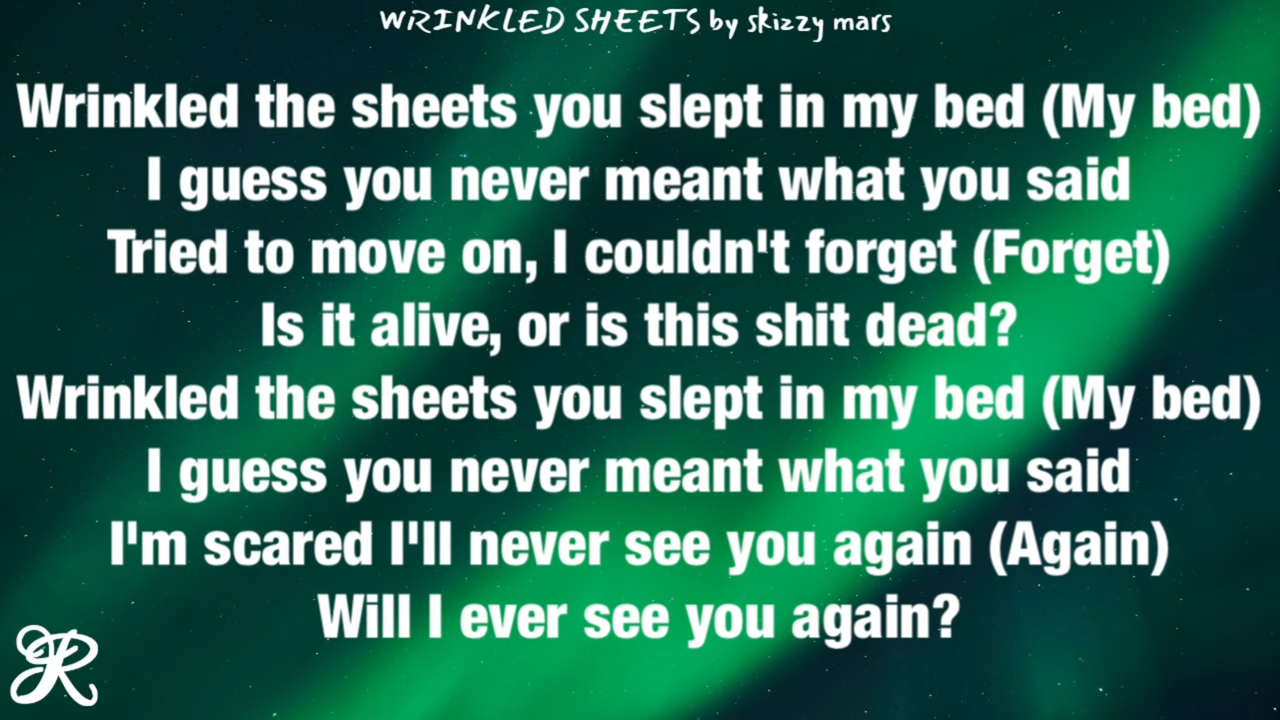 WRINKLED SHEETS by skizzy mars
Wrinkled the sheets you slept in my bed (My bed)
I guess you never meant what you said
Tried to move on, I couldn't forget (Forget)
Is it alive, or is this shit dead?
Wrinkled the sheets you slept in my bed (My bed)
I guess you never meant what you said
I'm scared I'll never see you again (Again)
Will I ever see you again?